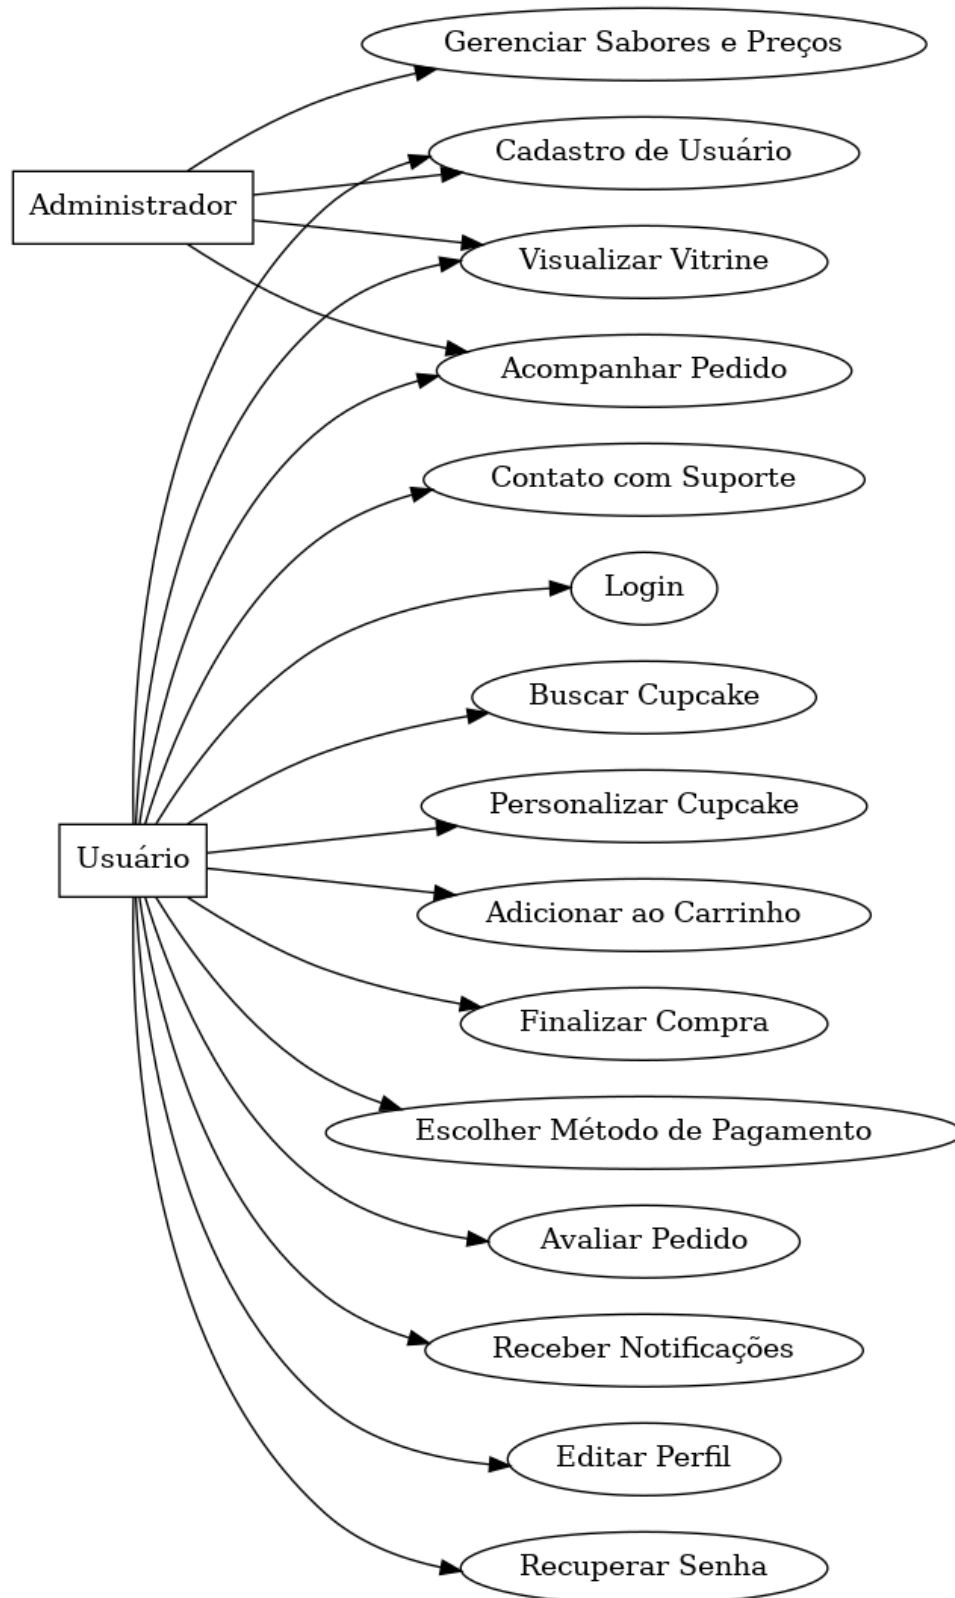 Gerenciar Sabores e Preços
Cadastro de Usuário
Administrador
Visualizar Vitrine
Acompanhar Pedido
Contato com Suporte
Login
Buscar Cupcake
Personalizar Cupcake
Usuário
Adicionar ao Carrinho
Finalizar Compra
Escolher Método de Pagamento
Avaliar Pedido
Receber Notificações
Editar Perfil
Recuperar Senha